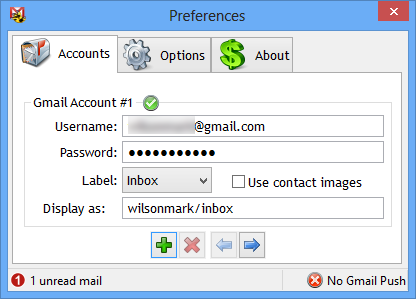 Preferences
Accounts
Options
About
Gmail Account #1
Username: @gmail.com
Password: ●●●●●●●●●●●
Label: Inbox
Use contact images
Display as: wilsonmark/inbox
1 unread mail
No Gmail Push